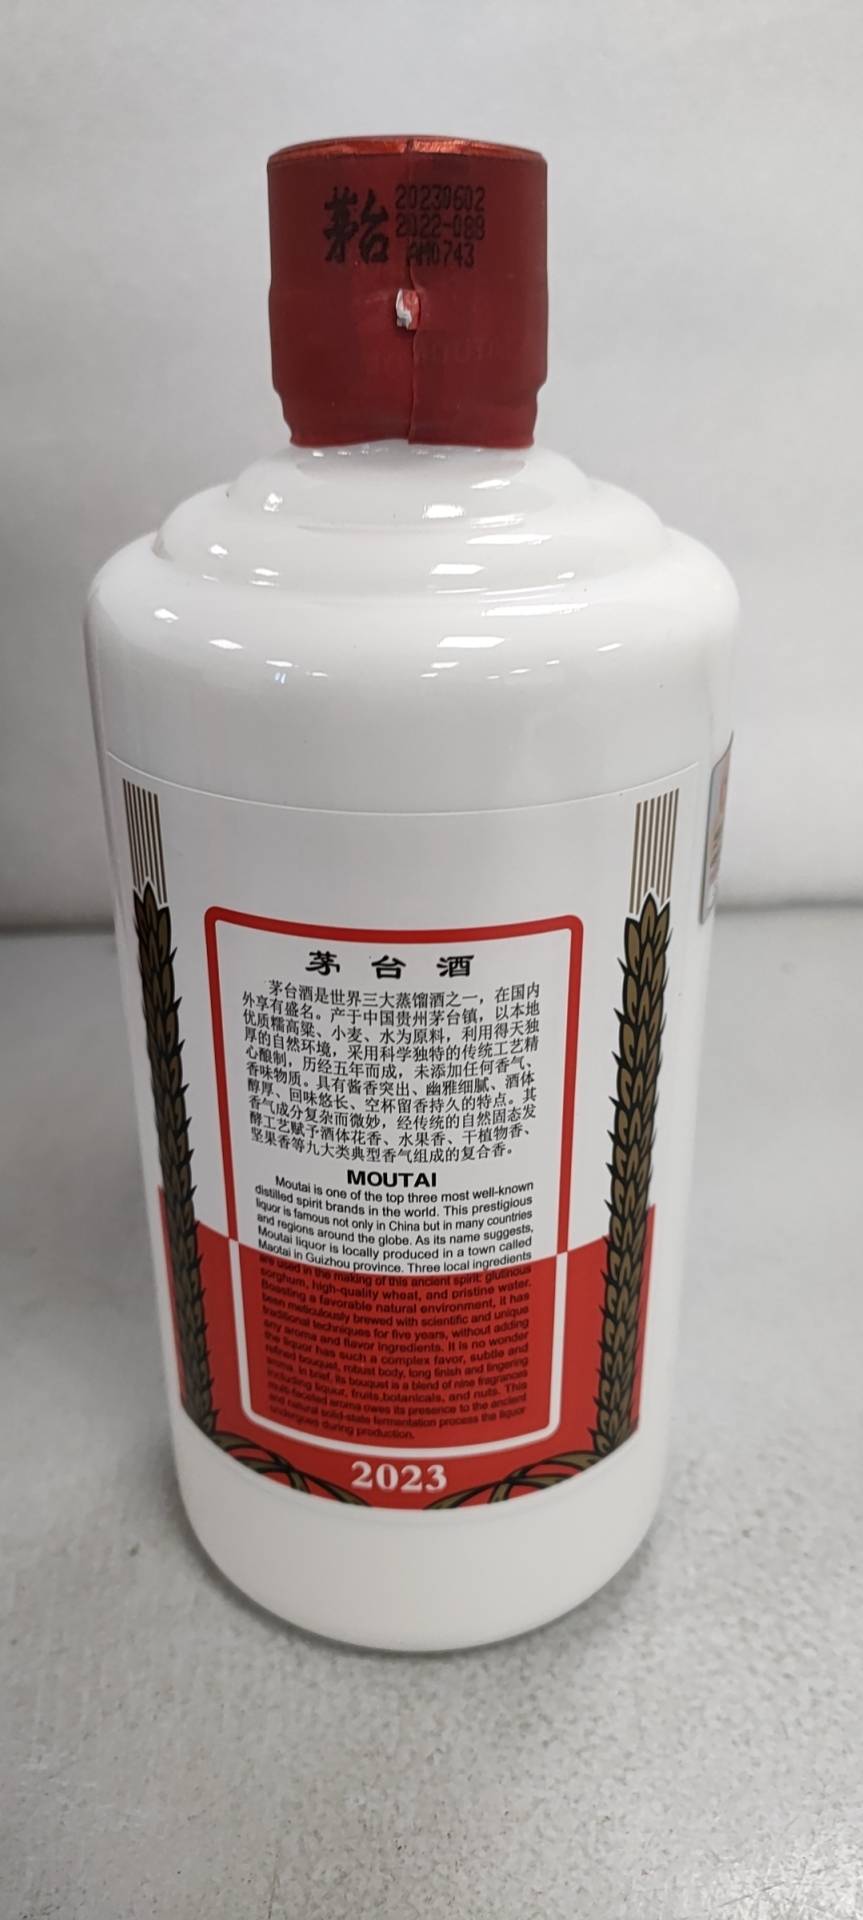 茅台
20230602
2022-088
AM0743
茅台酒
茅台酒是世界三大蒸馏酒之一，在国内
外享有盛名。产于中国贵州茅台镇，以本地
优质糯高粱、小麦、水为原料，利用得天独
厚的自然环境，采用科学独特的传统工艺精
心酿制，历经五年而成，未添加任何香气、
香味物质。具有酱香突出、幽雅细腻、酒体
醇厚、回味悠长、空杯留香持久的特点。其
香气成分复杂而微妙，经传统的自然固态发
酵工艺赋予酒体花香、水果香、干植物香、
坚果香等九大类典型香气组成的复合香。
MOUTAI
Moutai is one of the top three most well-known
distilled spirit brands in the world. This prestigious
liquor is famous not only in China but in many countries
and regions around the globe. As its name suggests,
Moutai liquor is locally produced in a town called
Maotai in Guizhou province. Three local ingredients
are used in the making of this ancient spirit: glutinous
sorghum, high-quality wheat, and pristine water.
Boasting a favorable natural environment, it has
been meticulously brewed with scientific and unique
traditional techniques for five years, without adding
any aroma and flavor ingredients. It is no wonder
the liquor has such a complex favor, subtle and
refined bouquet, robust body, long finish and lingering
aroma. In brief, its bouquet is a blend of nine fragrances
including liquor, fruits,botanicals, and nuts. This
multi-faceted aroma owes its presence to the ancient
and natural solid-state fermentation process the liquor
undergoes during production.
2023